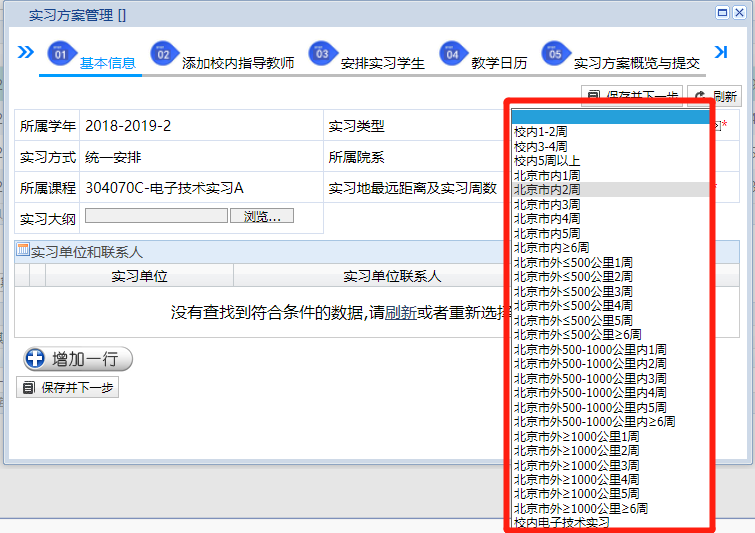 实习方案管理 []
01 基本信息 02 添加校内指导教师 03 安排实习学生 04 教学日历 05 实习方案概览与提交
保存并下一步 刷新
所属学年 2018-2019-2 实习类型 *
实习方式 统一安排 所属院系
所属课程 304070C-电子技术实习A 实习地最远距离及实习周数 *
实习大纲 浏览...
实习单位和联系人
实习单位 实习单位联系人
没有查找到符合条件的数据,请刷新或者重新选择
增加一行
保存并下一步
校内1-2周
校内3-4周
校内5周以上
北京市内1周
北京市内2周
北京市内3周
北京市内4周
北京市内5周
北京市内≥6周
北京市外≤500公里1周
北京市外≤500公里2周
北京市外≤500公里3周
北京市外≤500公里4周
北京市外≤500公里5周
北京市外≤500公里≥6周
北京市外500-1000公里内1周
北京市外500-1000公里内2周
北京市外500-1000公里内3周
北京市外500-1000公里内4周
北京市外500-1000公里内5周
北京市外500-1000公里内≥6周
北京市外≥1000公里1周
北京市外≥1000公里2周
北京市外≥1000公里3周
北京市外≥1000公里4周
北京市外≥1000公里5周
北京市外≥1000公里≥6周
校内电子技术实习